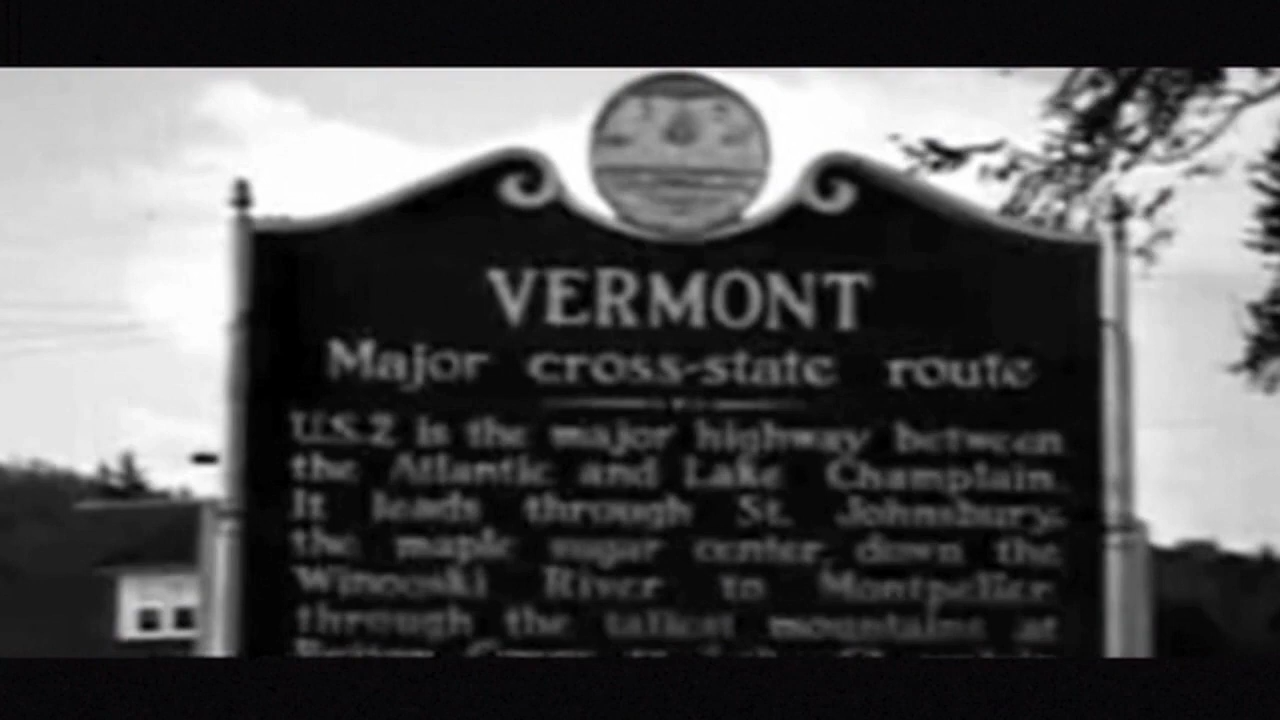 VERMONT
Major cross-state route
U.S.2 is the major highway between
the Atlantic and Lake Champlain.
It leads through St. Johnsbury,
the maple sugar center, down the
Winooski River to Montpelier
through the tallest mountains at